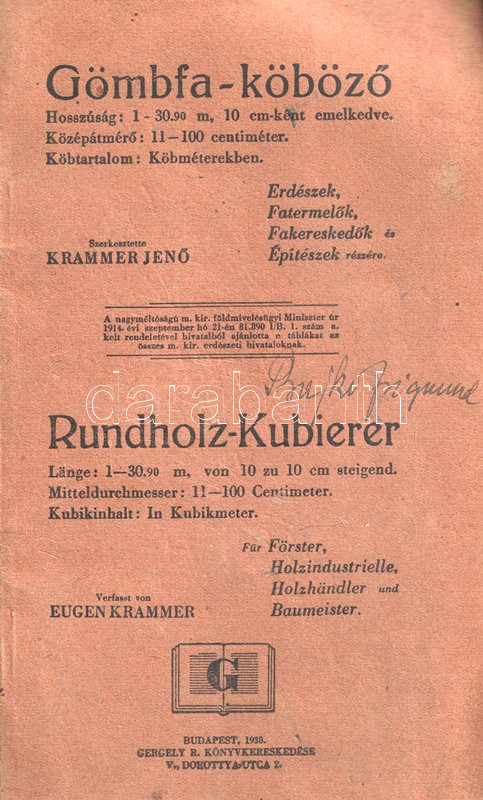 Gömbfa-köböző
Hosszúság: 1-30.90 m, 10 cm-ként emelkedve.
Középátmérő: 11—100 centiméter.
Köbtartalom: Köbméterekben.
Erdészek,
Fatermelők,
Fakereskedők és
Építészek részére.
Szerkesztette
KRAMMER JENŐ
A nagyméltóságú m. kir. földmívelésügyi Miniszter úr
1914. évi szeptember hó 21-én 81.890 I/B. 1. szám a.
kelt rendeletével hivatalból ajánlotta e táblákat az
összes m. kir. erdészeti hivataloknak.
Zsigmond
darabanth
Rundholz-Kubierer
Länge: 1—30.90 m, von 10 zu 10 cm steigend.
Mitteldurchmesser: 11—100 Centimeter.
Kubikinhalt: In Kubikmeter.
Für Förster,
Holzindustrielle,
Holzhändler und
Baumeister.
Verfasst von
EUGEN KRAMMER
G
BUDAPEST, 1938.
GERGELY R. KÖNYVKERESKEDÉSE
V., DOROTTYA-UTCA 2.